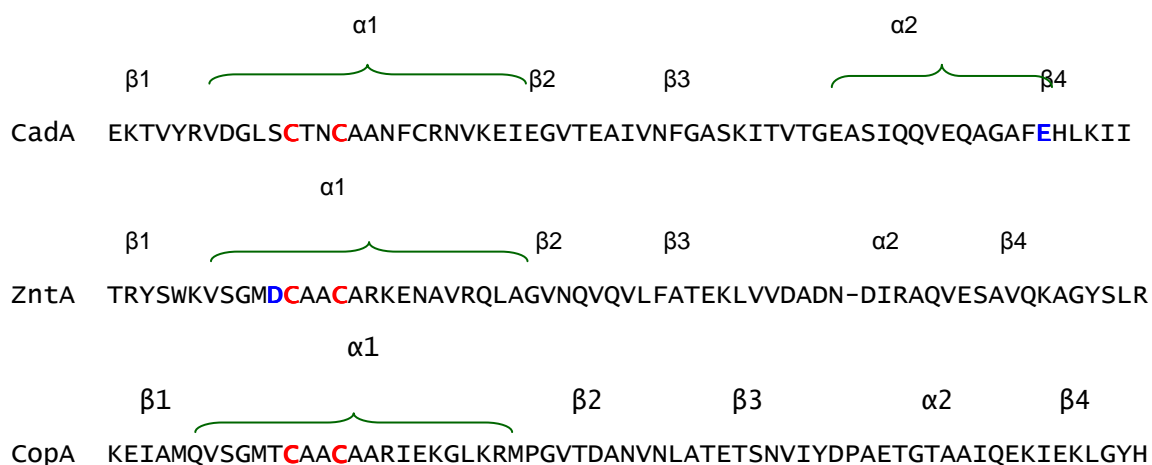 α1 α2
β1 β2 β3 β4
CadA EKTVYRVDGLSCTNCAANFCRNVKEIEGVTEAIVNFGASKITVTGEASIQQVEQAGAFEHLKII
α1
β1 β2 β3 α2 β4
ZntA TRYSWKVSGMDCAACARKENAVRQLAGVNQVQVLFATEKLVVDADN-DIRAQVESAVQKAGYSLR
α1
β1 β2 β3 α2 β4
CopA KEIAMQVSGMTCAACAARIEKGLKRMPGVTDANVNLATETSNVIYDPAETGTAAIQEKIEKLGYH